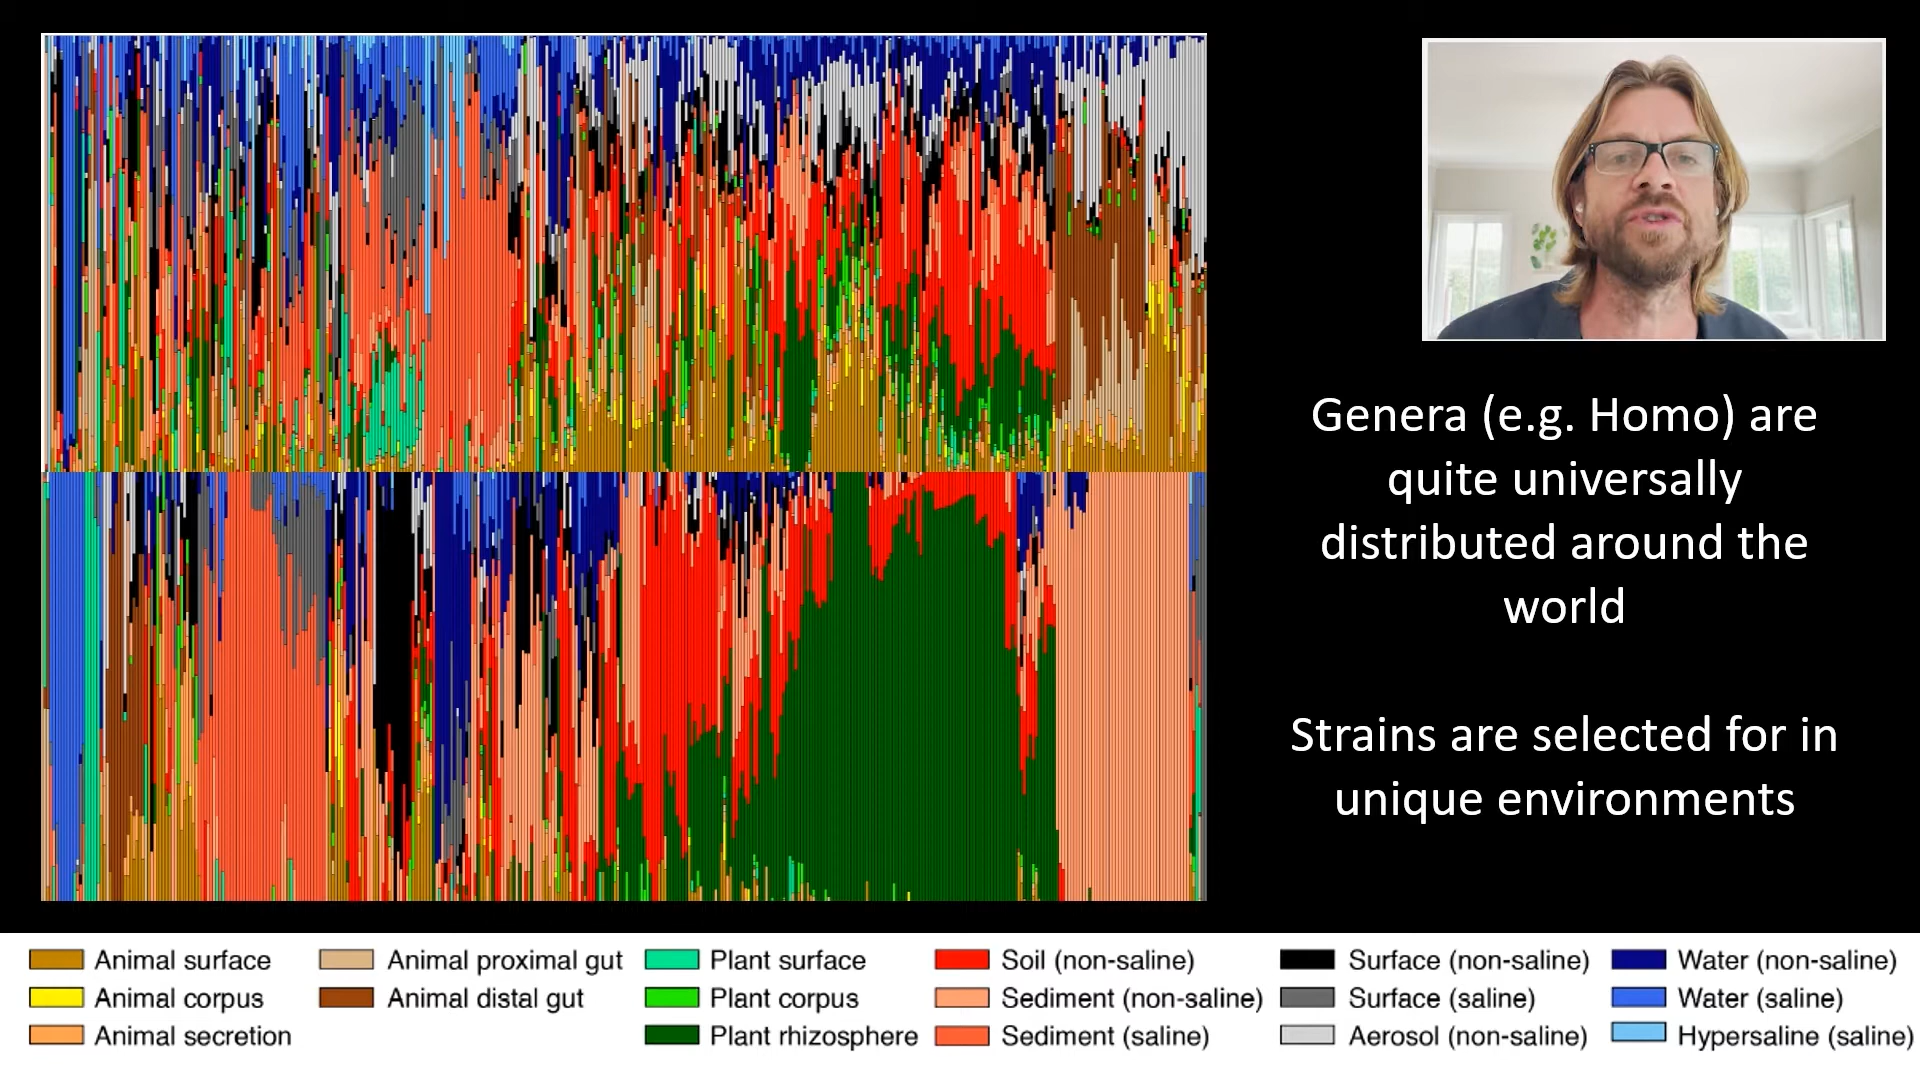 Genera (e.g. Homo) are
quite universally
distributed around the
world
Strains are selected for in
unique environments
Animal surface
Animal corpus
Animal secretion
Animal proximal gut
Animal distal gut
Plant surface
Plant corpus
Plant rhizosphere
Soil (non-saline)
Sediment (non-saline)
Sediment (saline)
Surface (non-saline)
Surface (saline)
Aerosol (non-saline)
Water (non-saline)
Water (saline)
Hypersaline (saline)